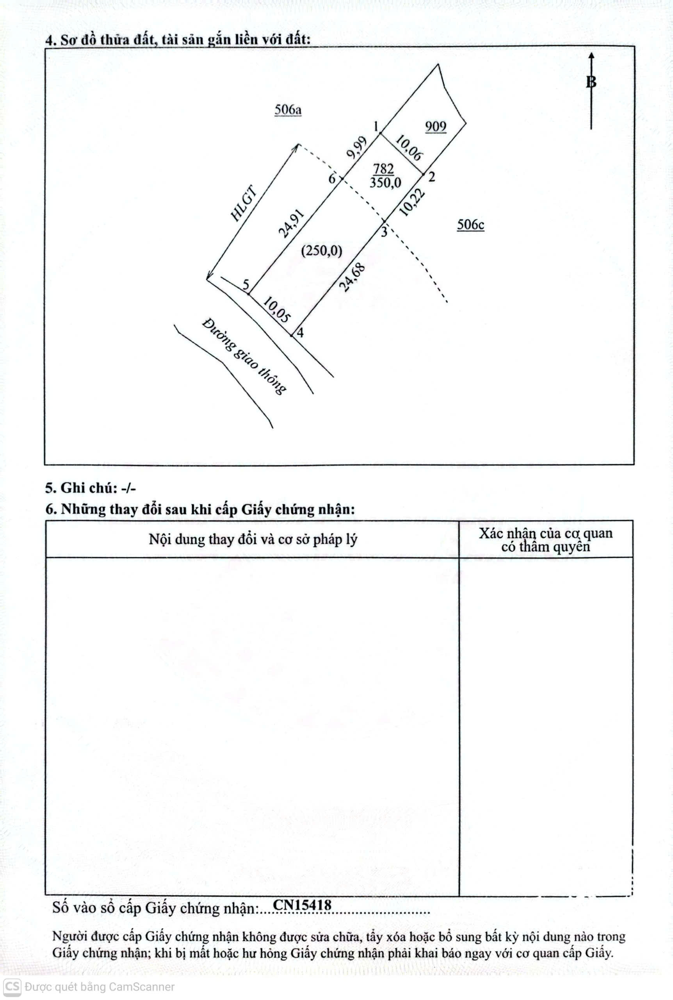 4. Sơ đồ thửa đất, tài sản gắn liền với đất:
B
506a
909
1
9,99
10,06
782
350,0
6
2
HLGT
24,91
10,22
506c
3
(250,0)
24,68
5
10,05
4
Đường giao thông
5. Ghi chú: -/-
6. Những thay đổi sau khi cấp Giấy chứng nhận:
Nội dung thay đổi và cơ sở pháp lý
Xác nhận của cơ quan
có thẩm quyền
Số vào sổ cấp Giấy chứng nhận:....CN15418..............................
Người được cấp Giấy chứng nhận không được sửa chữa, tẩy xóa hoặc bổ sung bất kỳ nội dung nào trong
Giấy chứng nhận; khi bị mất hoặc hư hỏng Giấy chứng nhận phải khai báo ngay với cơ quan cấp Giấy.
CS Được quét bằng CamScanner